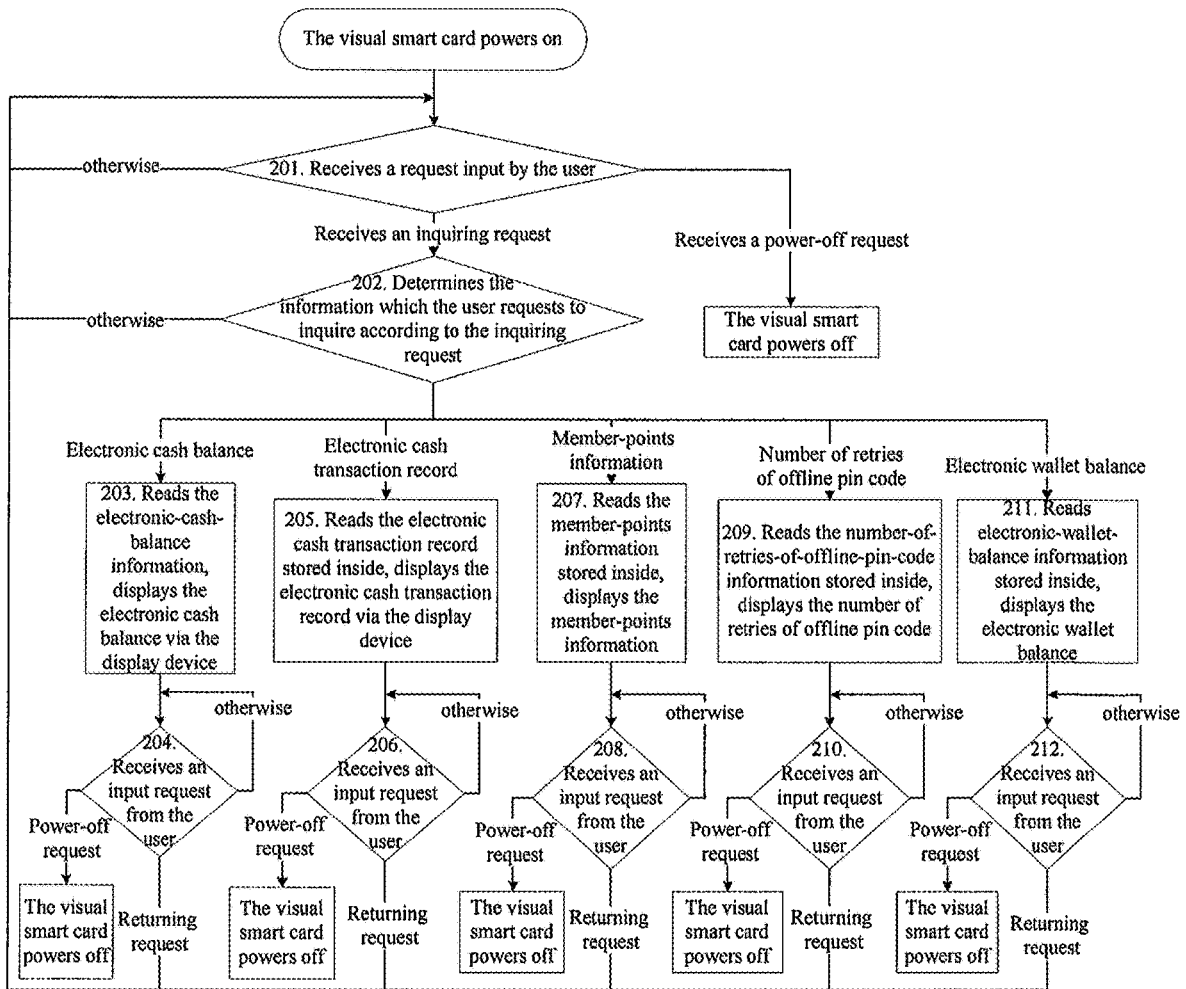 The visual smart card powers on
otherwise
201. Receives a request input by the user
Receives an inquiring request
Receives a power-off request
202. Determines the
information which the user requests to
inquire according to the inquiring
request
otherwise
The visual smart
card powers off
Electronic cash balance
Electronic cash
transaction record
Member-points
information
Number of retries
of offline pin code
Electronic wallet balance
203. Reads the
electronic-cash-
balance
information,
displays the
electronic cash
balance via the
display device
205. Reads the electronic
cash transaction record
stored inside, displays the
electronic cash transaction
record via the display
device
207. Reads the
member-points
information
stored inside,
displays the
member-points
information
209. Reads the number-of-
retries-of-offline-pin-code
information stored inside,
displays the number of
retries of offline pin code
211. Reads
electronic-wallet-
balance information
stored inside,
displays the
electronic wallet
balance
otherwise
otherwise
otherwise
otherwise
otherwise
204.
Receives an
input request
from the
user
206.
Receives an
input request
from the
user
208.
Receives an
input request
from the
user
210.
Receives an
input request
from the
user
212.
Receives an
input request
from the
user
Power-off
request
Power-off
request
Power-off
request
Power-off
request
Power-off
request
The visual
smart card
powers off
Returning
request
The visual
smart card
powers off
Returning
request
The visual
smart card
powers off
Returning
request
The visual
smart card
powers off
Returning
request
The visual
smart card
powers off
Returning
request